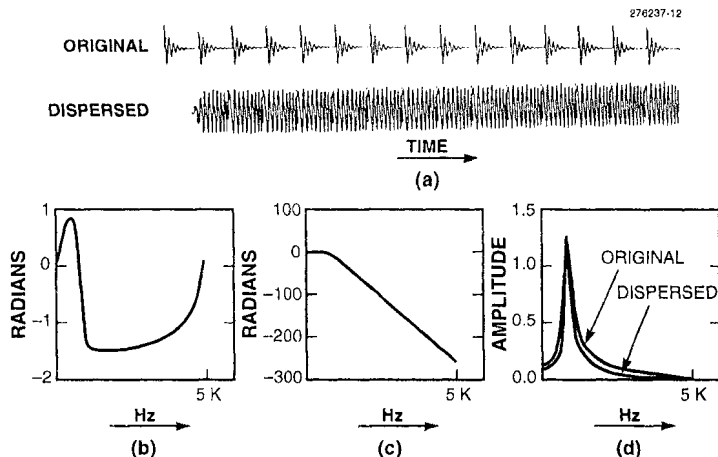 276237-12
ORIGINAL
DISPERSED
TIME
(a)
RADIANS
1
0
−1
−2
5 K
Hz
(b)
RADIANS
100
0
−100
−200
−300
5 K
Hz
(c)
AMPLITUDE
1.5
1.0
0.5
0.0
ORIGINAL
DISPERSED
5 K
Hz
(d)